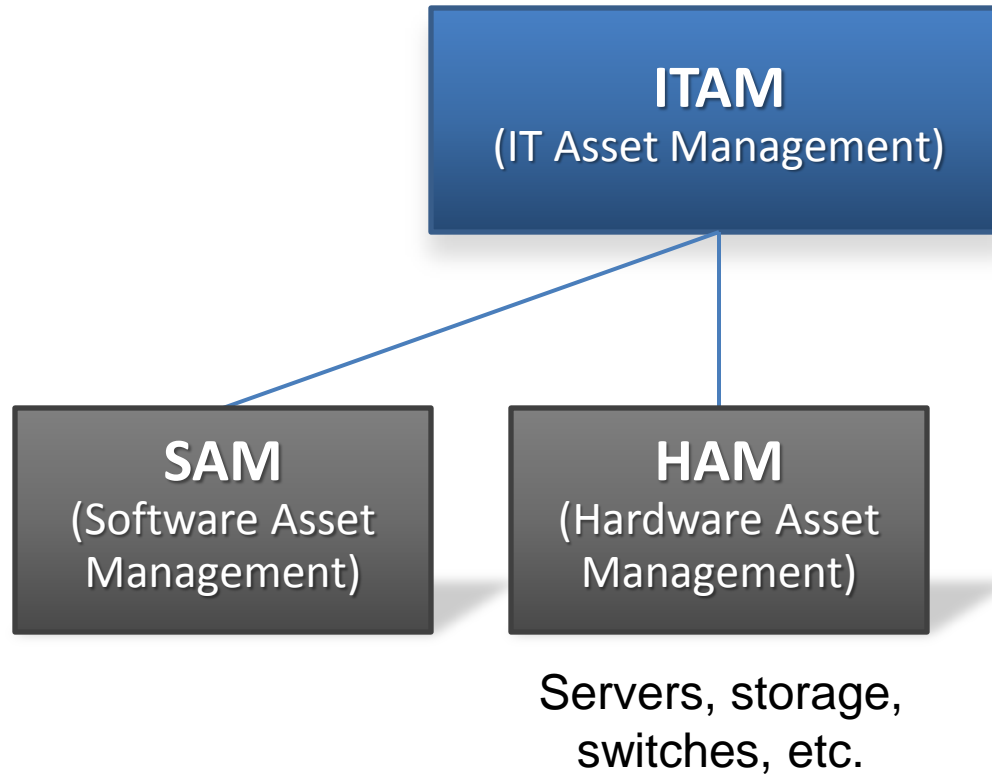 ITAM
(IT Asset Management)
SAM
(Software Asset
Management)
HAM
(Hardware Asset
Management)
Servers, storage,
switches, etc.